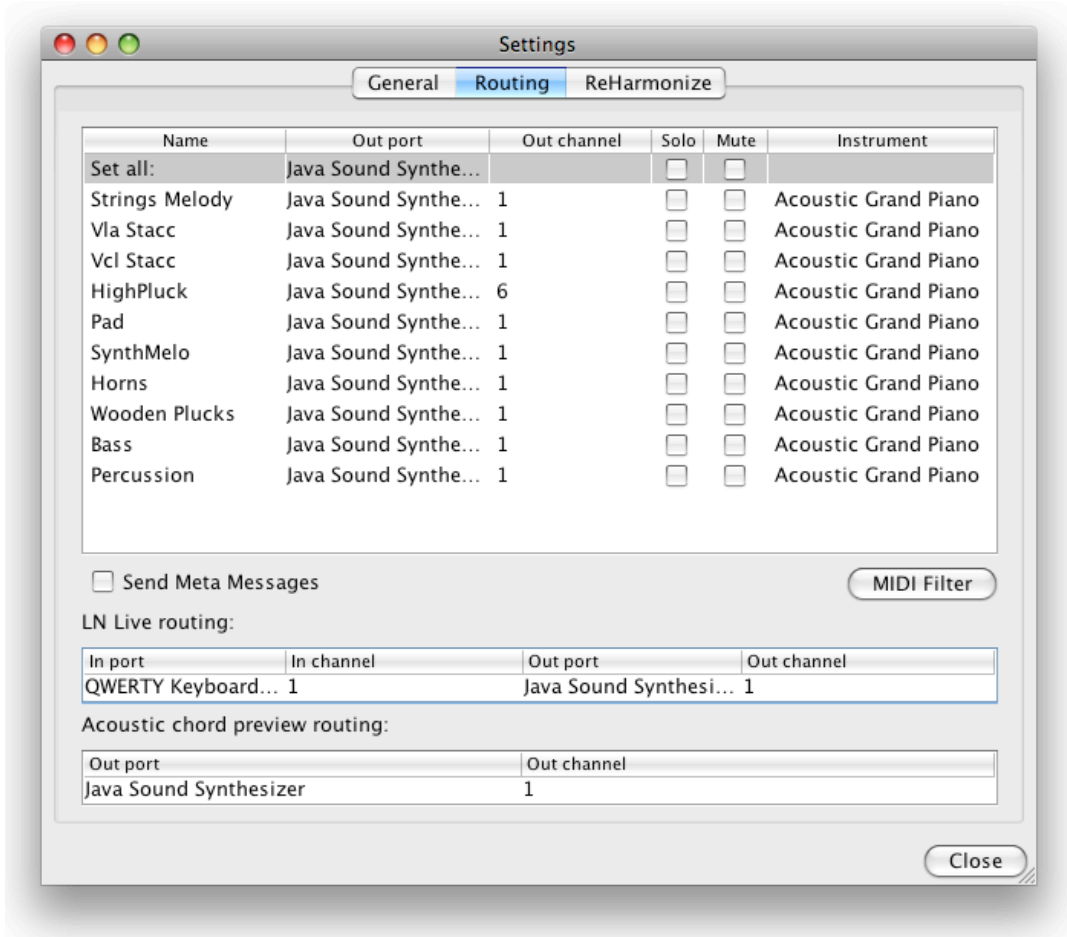 Settings
General Routing ReHarmonize
Name Out port Out channel Solo Mute Instrument
Set all: Java Sound Synthe...
Strings Melody Java Sound Synthe... 1 Acoustic Grand Piano
Vla Stacc Java Sound Synthe... 1 Acoustic Grand Piano
Vcl Stacc Java Sound Synthe... 1 Acoustic Grand Piano
HighPluck Java Sound Synthe... 6 Acoustic Grand Piano
Pad Java Sound Synthe... 1 Acoustic Grand Piano
SynthMelo Java Sound Synthe... 1 Acoustic Grand Piano
Horns Java Sound Synthe... 1 Acoustic Grand Piano
Wooden Plucks Java Sound Synthe... 1 Acoustic Grand Piano
Bass Java Sound Synthe... 1 Acoustic Grand Piano
Percussion Java Sound Synthe... 1 Acoustic Grand Piano
Send Meta Messages MIDI Filter
LN Live routing:
In port In channel Out port Out channel
QWERTY Keyboard... 1 Java Sound Synthesi... 1
Acoustic chord preview routing:
Out port Out channel
Java Sound Synthesizer 1
Close